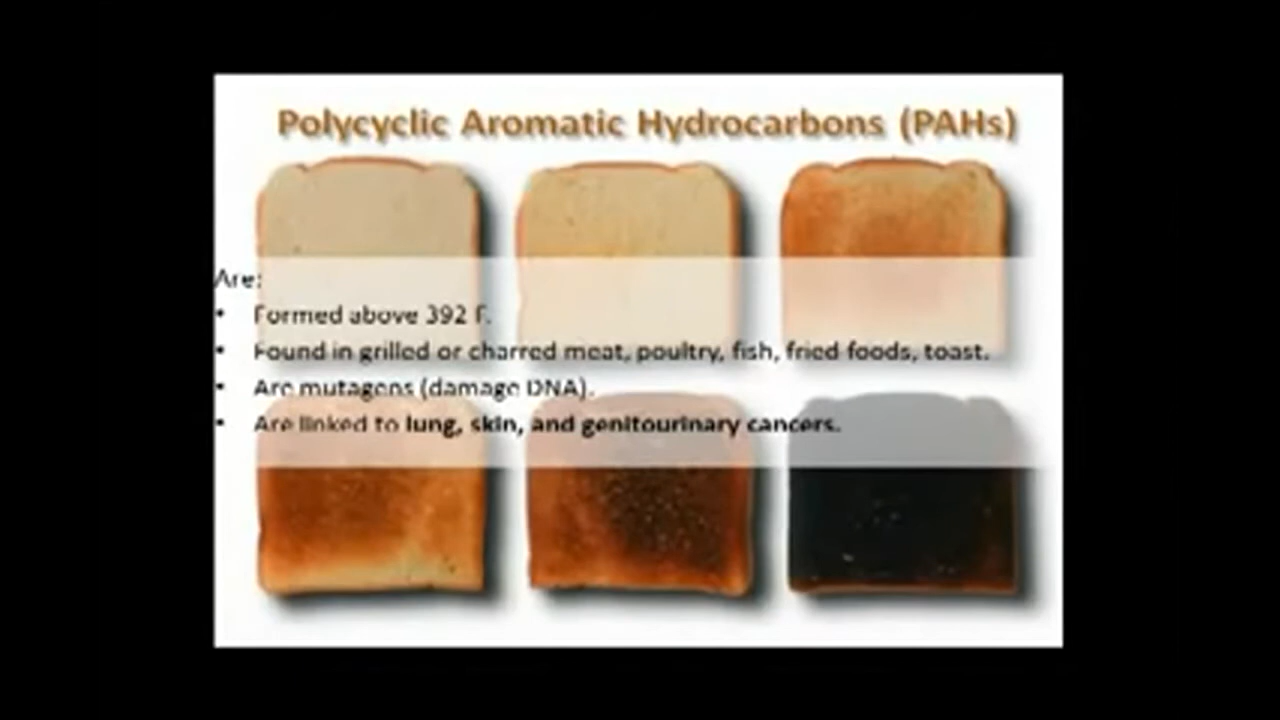 Polycyclic Aromatic Hydrocarbons (PAHs)
Are:
• Formed above 392 F.
• Found in grilled or charred meat, poultry, fish, fried foods, toast.
• Are mutagens (damage DNA).
• Are linked to lung, skin, and genitourinary cancers.